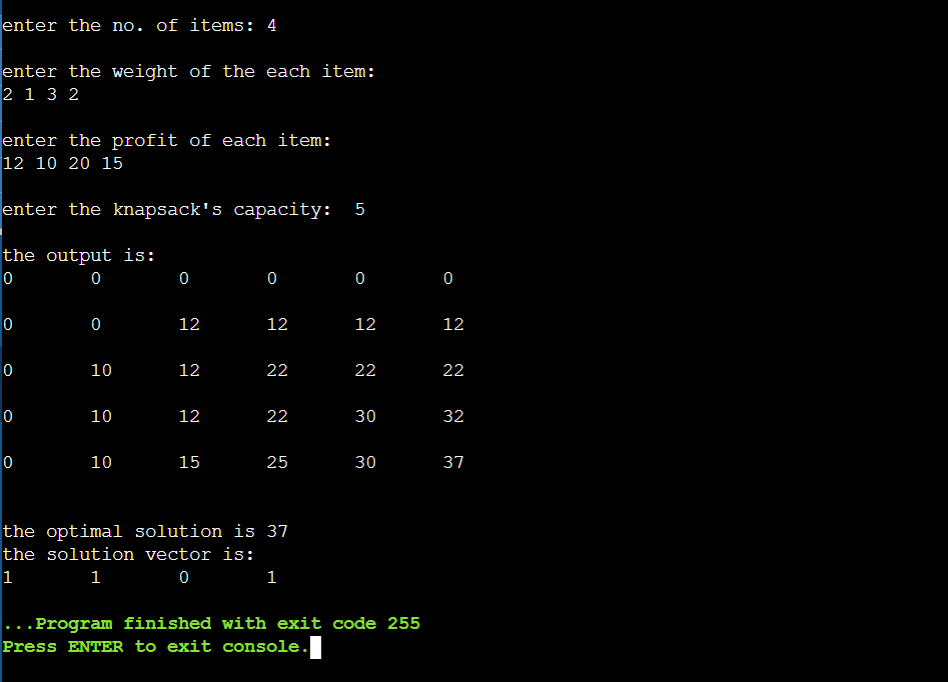 enter the no. of items: 4
enter the weight of the each item:
2 1 3 2
enter the profit of each item:
12 10 20 15
enter the knapsack's capacity:  5
the output is:
0 0 0 0 0 0
0 0 12 12 12 12
0 10 12 22 22 22
0 10 12 22 30 32
0 10 15 25 30 37
the optimal solution is 37
the solution vector is:
1 1 0 1
...Program finished with exit code 255
Press ENTER to exit console.